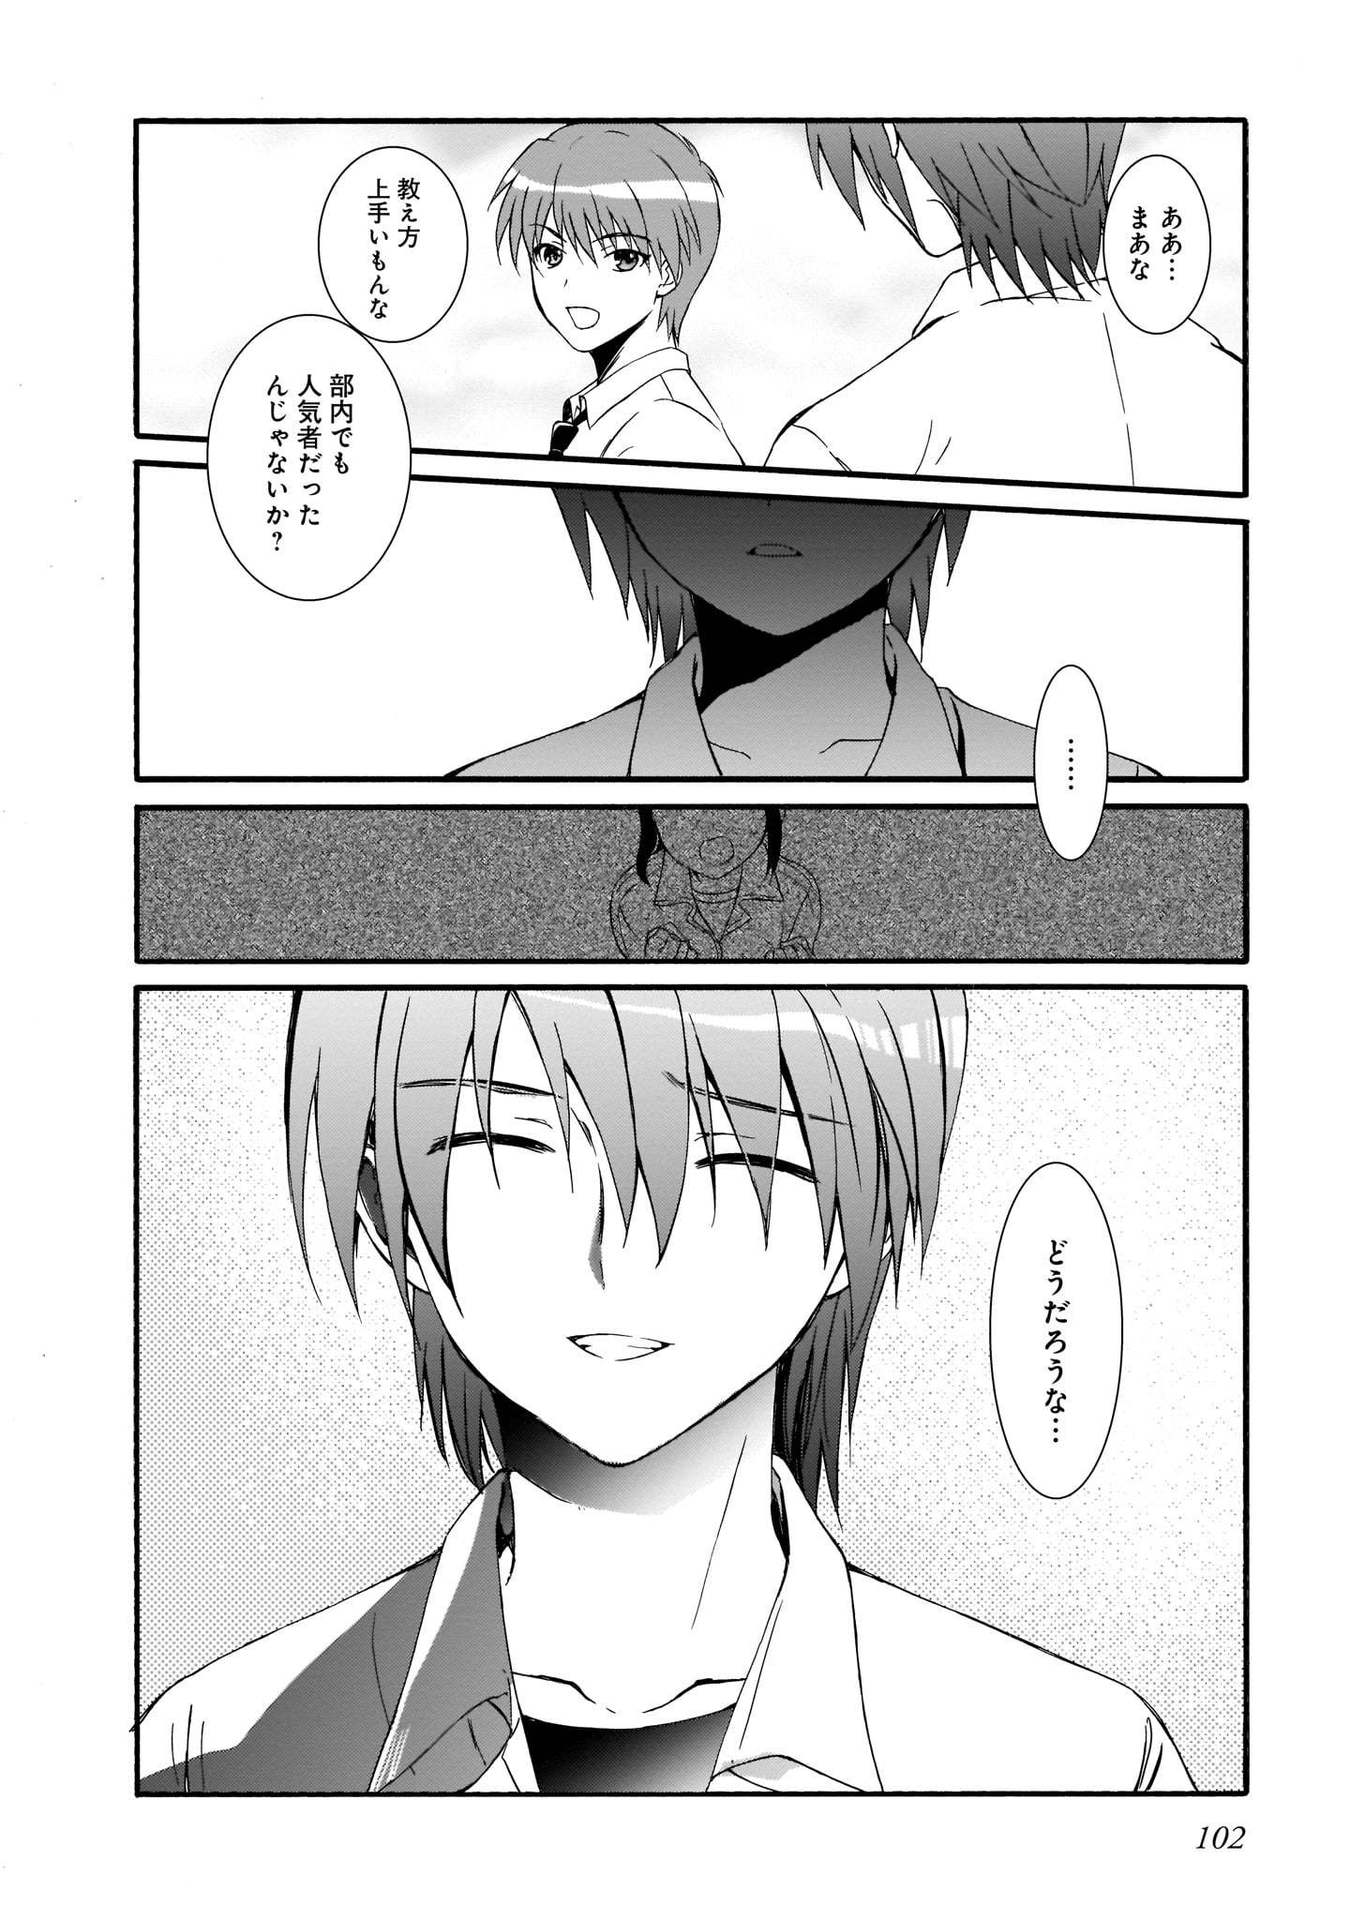 ああ…
まあな
教え方
上手いもんな
部内でも
人気者だった
んじゃないか？
……
どうだろうな…
102